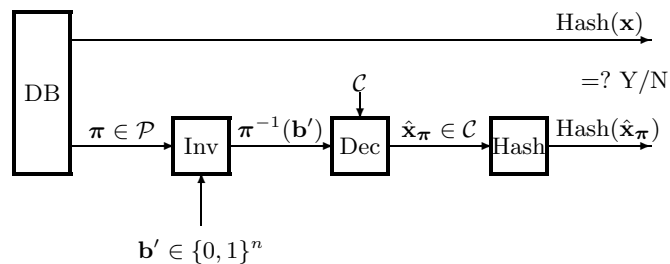 Hash(𝐱)
DB
=? Y/N
𝒞
𝝅 ∈ 𝒫
Inv
𝝅⁻¹(𝐛′)
Dec
𝐱̂_𝝅 ∈ 𝒞
Hash
Hash(𝐱̂_𝝅)
𝐛′ ∈ {0, 1}ⁿ